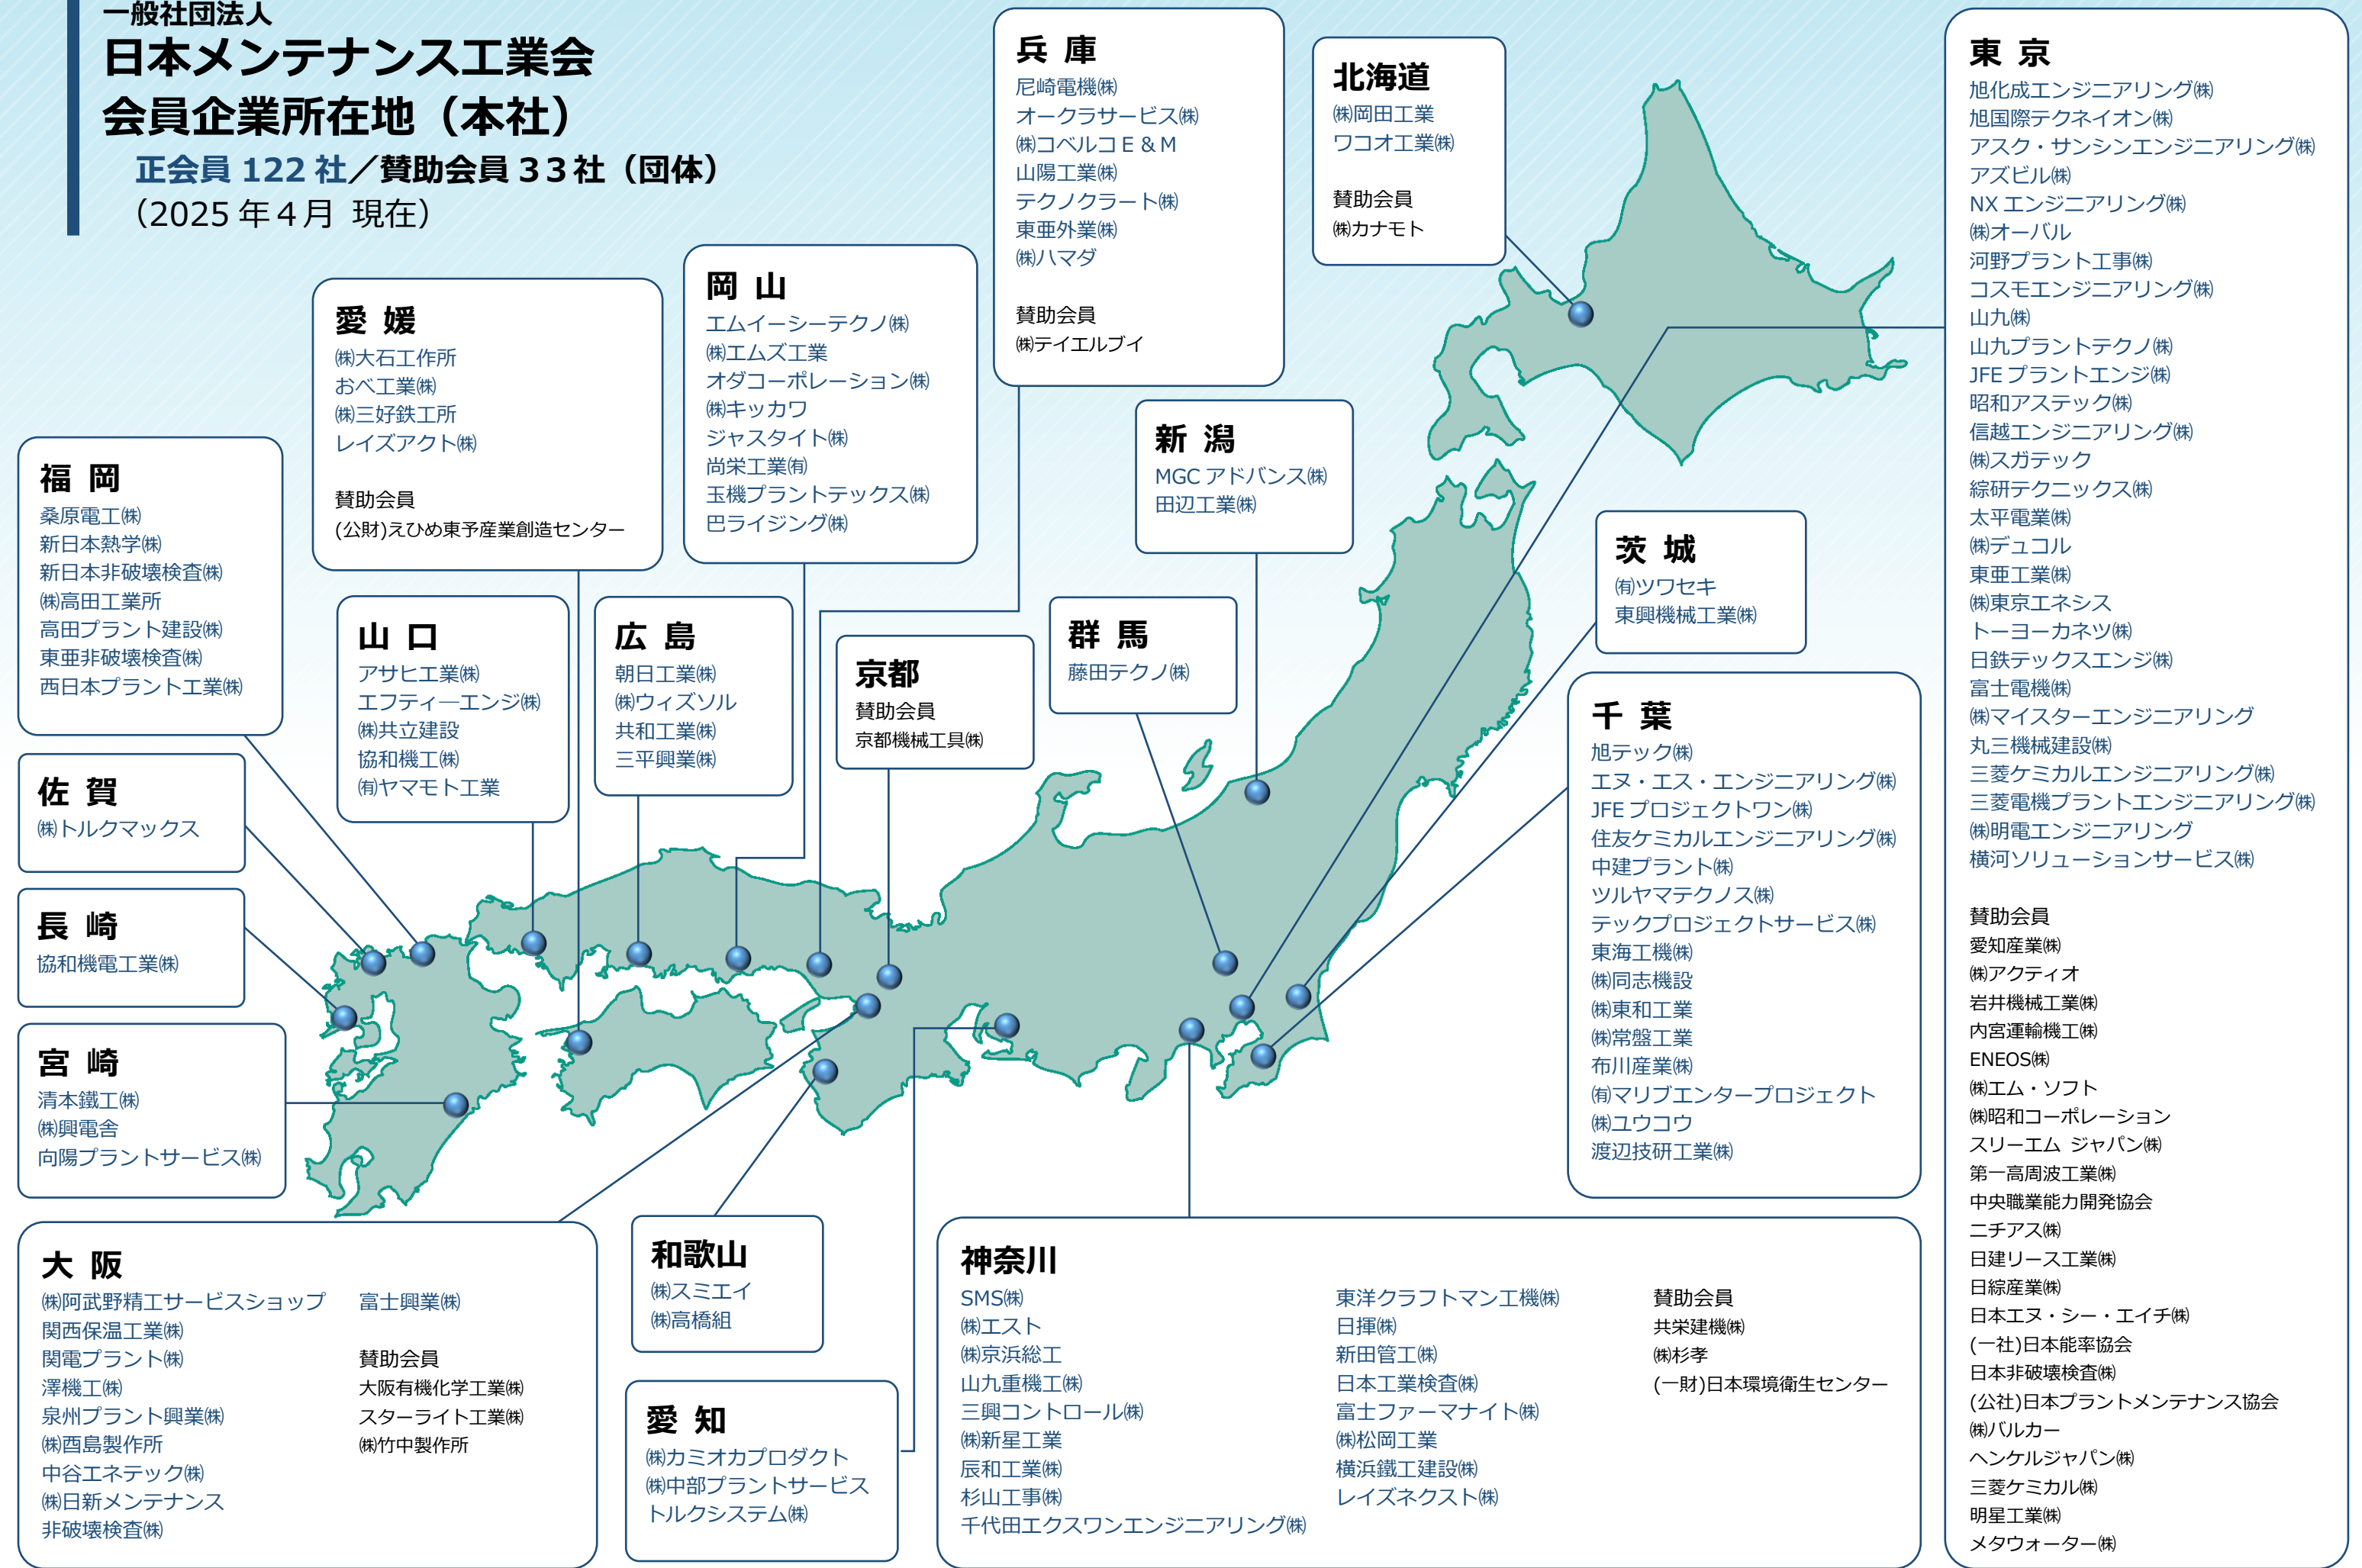 一般社団法人
日本メンテナンス工業会
会員企業所在地（本社）
正会員 122 社／賛助会員３３社（団体）
（2025 年４月 現在）
兵 庫
尼崎電機㈱
オークラサービス㈱
㈱コベルコＥ＆Ｍ
山陽工業㈱
テクノクラート㈱
東亜外業㈱
㈱ハマダ
賛助会員
㈱テイエルブイ
北海道
㈱岡田工業
ワコオ工業㈱
賛助会員
㈱カナモト
東 京
旭化成エンジニアリング㈱
旭国際テクネイオン㈱
アスク・サンシンエンジニアリング㈱
アズビル㈱
NX エンジニアリング㈱
㈱オーバル
河野プラント工事㈱
コスモエンジニアリング㈱
山九㈱
山九プラントテクノ㈱
JFE プラントエンジ㈱
昭和アステック㈱
信越エンジニアリング㈱
㈱スガテック
綜研テクニックス㈱
太平電業㈱
㈱デュコル
東亜工業㈱
㈱東京エネシス
トーヨーカネツ㈱
日鉄テックスエンジ㈱
富士電機㈱
㈱マイスターエンジニアリング
丸三機械建設㈱
三菱ケミカルエンジニアリング㈱
三菱電機プラントエンジニアリング㈱
㈱明電エンジニアリング
横河ソリューションサービス㈱
賛助会員
愛知産業㈱
㈱アクティオ
岩井機械工業㈱
内宮運輸機工㈱
ENEOS㈱
㈱エム・ソフト
㈱昭和コーポレーション
スリーエム ジャパン㈱
第一高周波工業㈱
中央職業能力開発協会
ニチアス㈱
日建リース工業㈱
日綜産業㈱
日本エヌ・シー・エイチ㈱
(一社)日本能率協会
日本非破壊検査㈱
(公社)日本プラントメンテナンス協会
㈱バルカー
ヘンケルジャパン㈱
三菱ケミカル㈱
明星工業㈱
メタウォーター㈱
愛 媛
㈱大石工作所
おべ工業㈱
㈱三好鉄工所
レイズアクト㈱
賛助会員
(公財)えひめ東予産業創造センター
岡 山
エムイーシーテクノ㈱
㈱エムズ工業
オダコーポレーション㈱
㈱キッカワ
ジャスタイト㈱
尚栄工業㈲
玉機プラントテックス㈱
巴ライジング㈱
新 潟
MGC アドバンス㈱
田辺工業㈱
福 岡
桑原電工㈱
新日本熱学㈱
新日本非破壊検査㈱
㈱高田工業所
高田プラント建設㈱
東亜非破壊検査㈱
西日本プラント工業㈱
山 口
アサヒ工業㈱
エフティ―エンジ㈱
㈱共立建設
協和機工㈱
㈲ヤマモト工業
広 島
朝日工業㈱
㈱ウィズソル
共和工業㈱
三平興業㈱
京都
賛助会員
京都機械工具㈱
群 馬
藤田テクノ㈱
茨 城
㈲ツワセキ
東興機械工業㈱
千 葉
旭テック㈱
エヌ・エス・エンジニアリング㈱
JFE プロジェクトワン㈱
住友ケミカルエンジニアリング㈱
中建プラント㈱
ツルヤマテクノス㈱
テックプロジェクトサービス㈱
東海工機㈱
㈱同志機設
㈱東和工業
㈱常盤工業
布川産業㈱
㈲マリブエンタープロジェクト
㈱ユウコウ
渡辺技研工業㈱
佐 賀
㈱トルクマックス
長 崎
協和機電工業㈱
宮 崎
清本鐵工㈱
㈱興電舎
向陽プラントサービス㈱
大 阪
㈱阿武野精工サービスショップ
関西保温工業㈱
関電プラント㈱
澤機工㈱
泉州プラント興業㈱
㈱酉島製作所
中谷エネテック㈱
㈱日新メンテナンス
非破壊検査㈱
富士興業㈱
賛助会員
大阪有機化学工業㈱
スターライト工業㈱
㈱竹中製作所
和歌山
㈱スミエイ
㈱高橋組
愛 知
㈱カミオカプロダクト
㈱中部プラントサービス
トルクシステム㈱
神奈川
SMS㈱
㈱エスト
㈱京浜総工
山九重機工㈱
三興コントロール㈱
㈱新星工業
辰和工業㈱
杉山工事㈱
千代田エクスワンエンジニアリング㈱
東洋クラフトマン工機㈱
日揮㈱
新田管工㈱
日本工業検査㈱
富士ファーマナイト㈱
㈱松岡工業
横浜鐵工建設㈱
レイズネクスト㈱
賛助会員
共栄建機㈱
㈱杉孝
(一財)日本環境衛生センター